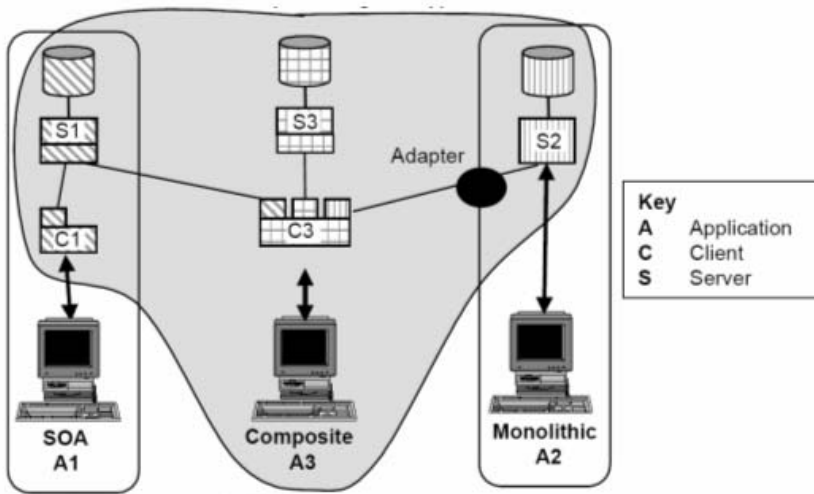 S1
S3
S2
Adapter
C1
C3
Key
A Application
C Client
S Server
SOA
A1
Composite
A3
Monolithic
A2